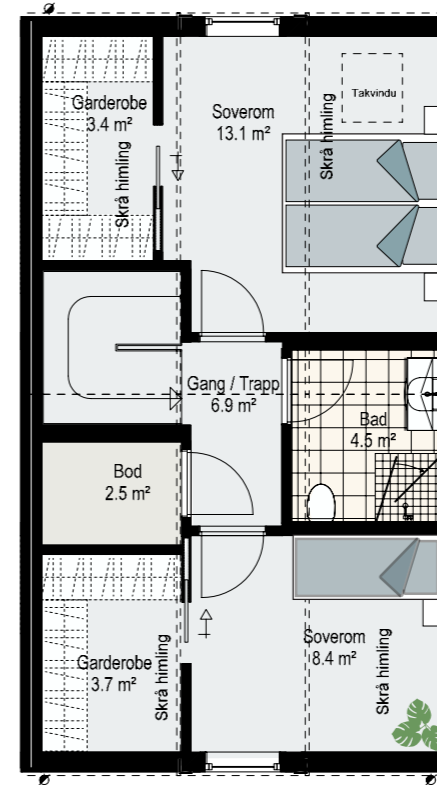 Garderobe
3.4 m²
Skrå himling
Soverom
13.1 m²
Skrå himling
Takvindu
Gang / Trapp
6.9 m²
Bad
4.5 m²
Bod
2.5 m²
Garderobe
3.7 m²
Skrå himling
Soverom
8.4 m²
Skrå himling